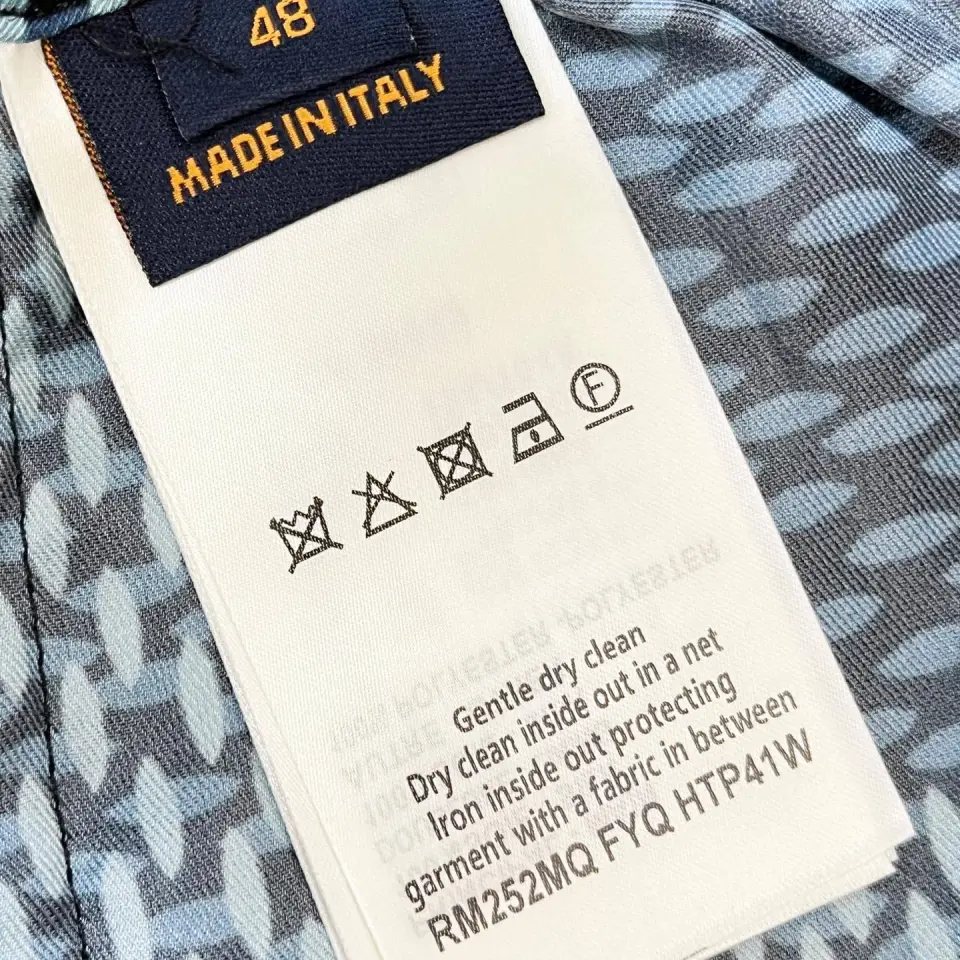 48
MADE IN ITALY
F
Gentle dry clean
Dry clean inside out in a net
Iron inside out protecting
garment with a fabric in between
RM252MQ FYQ HTP41W